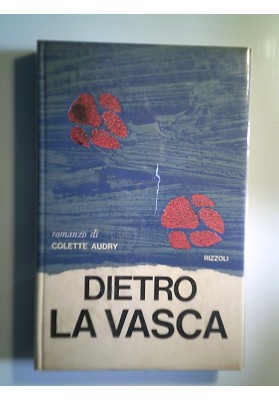 romanzo di
COLETTE AUDRY
RIZZOLI
DIETRO
LA VASCA